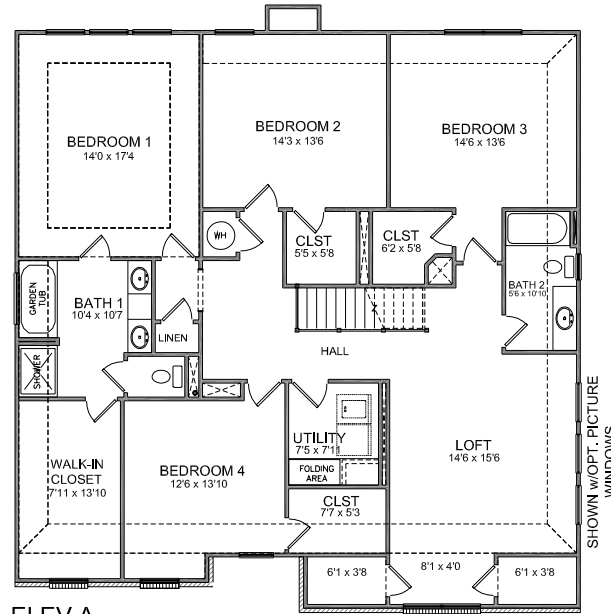 BEDROOM 1
14'0 x 17'4
BEDROOM 2
14'3 x 13'6
BEDROOM 3
14'6 x 13'6
WH
CLST
5'5 x 5'8
CLST
6'2 x 5'8
GARDEN
TUB
BATH 1
10'4 x 10'7
LINEN
BATH 2
5'6 x 10'10
HALL
SHOWER
WALK-IN
CLOSET
7'11 x 13'10
BEDROOM 4
12'6 x 13'10
UTILITY
7'5 x 7'11
FOLDING
AREA
CLST
7'7 x 5'3
LOFT
14'6 x 15'6
SHOWN w/OPT. PICTURE
WINDOWS
6'1 x 3'8
8'1 x 4'0
6'1 x 3'8
ELEV A